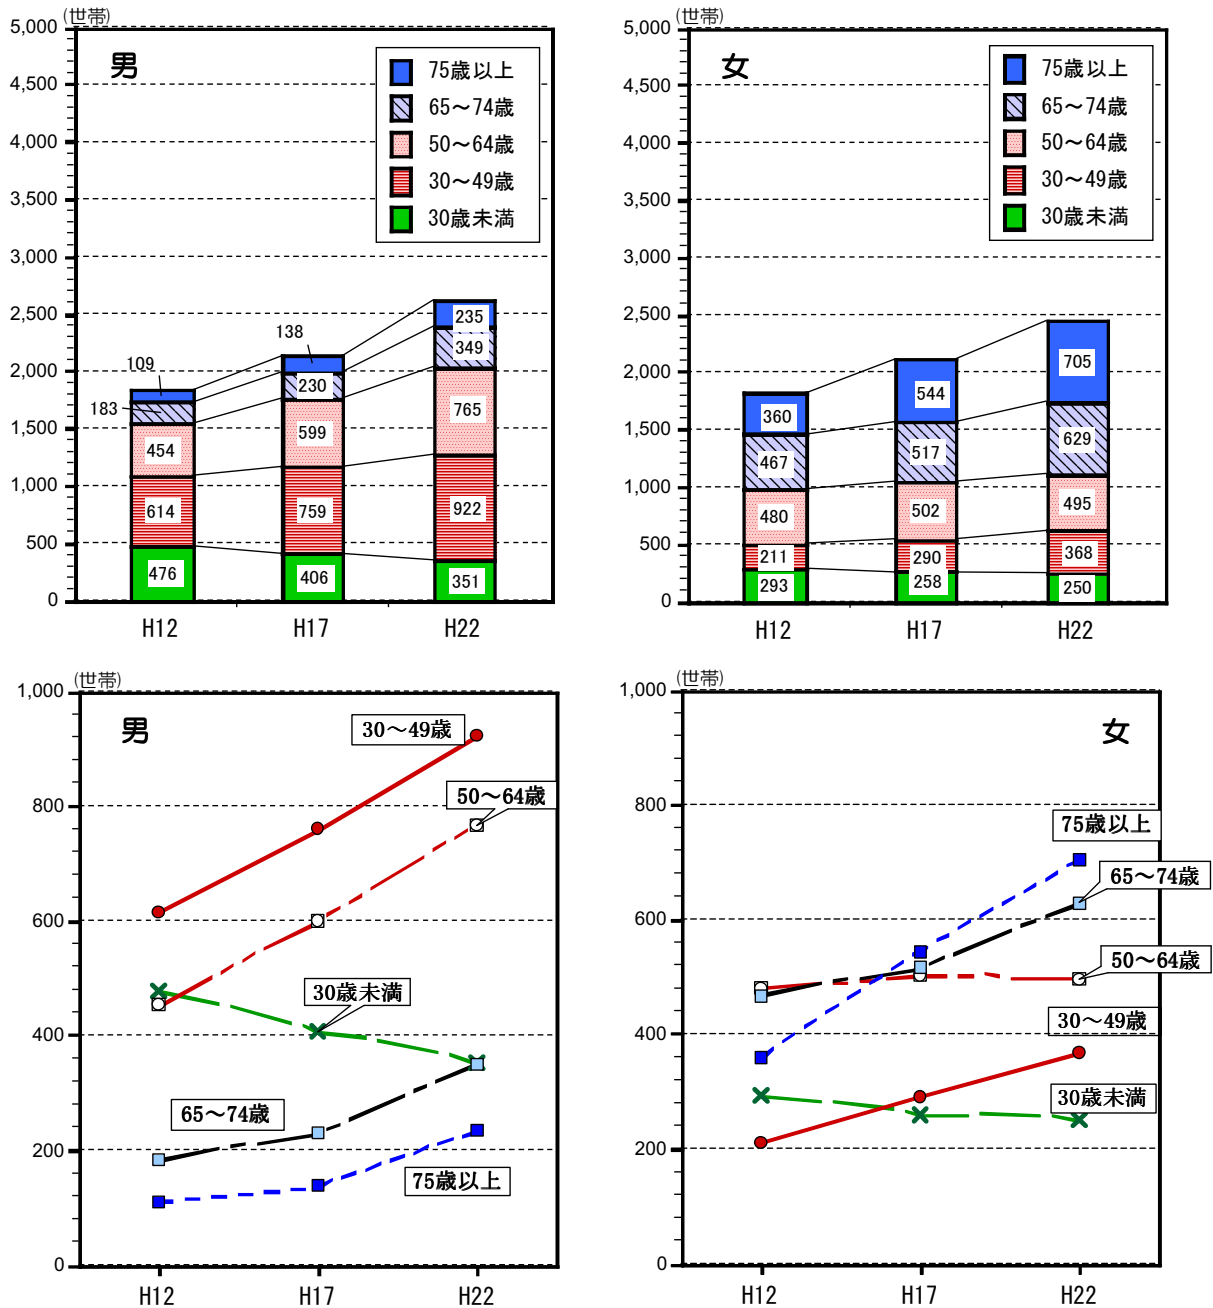 (世帯)
5,000
4,500
4,000
3,500
3,000
2,500
2,000
1,500
1,000
500
0
男
75歳以上
65～74歳
50～64歳
30～49歳
30歳未満
109
183
454
614
476
138
230
599
759
406
235
349
765
922
351
H12 H17 H22
(世帯)
5,000
4,500
4,000
3,500
3,000
2,500
2,000
1,500
1,000
500
0
女
75歳以上
65～74歳
50～64歳
30～49歳
30歳未満
360
467
480
211
293
544
517
502
290
258
705
629
495
368
250
H12 H17 H22
(世帯)
1,000
800
600
400
200
0
男
30～49歳
50～64歳
30歳未満
65～74歳
75歳以上
H12 H17 H22
(世帯)
1,000
800
600
400
200
0
女
75歳以上
65～74歳
50～64歳
30～49歳
30歳未満
H12 H17 H22